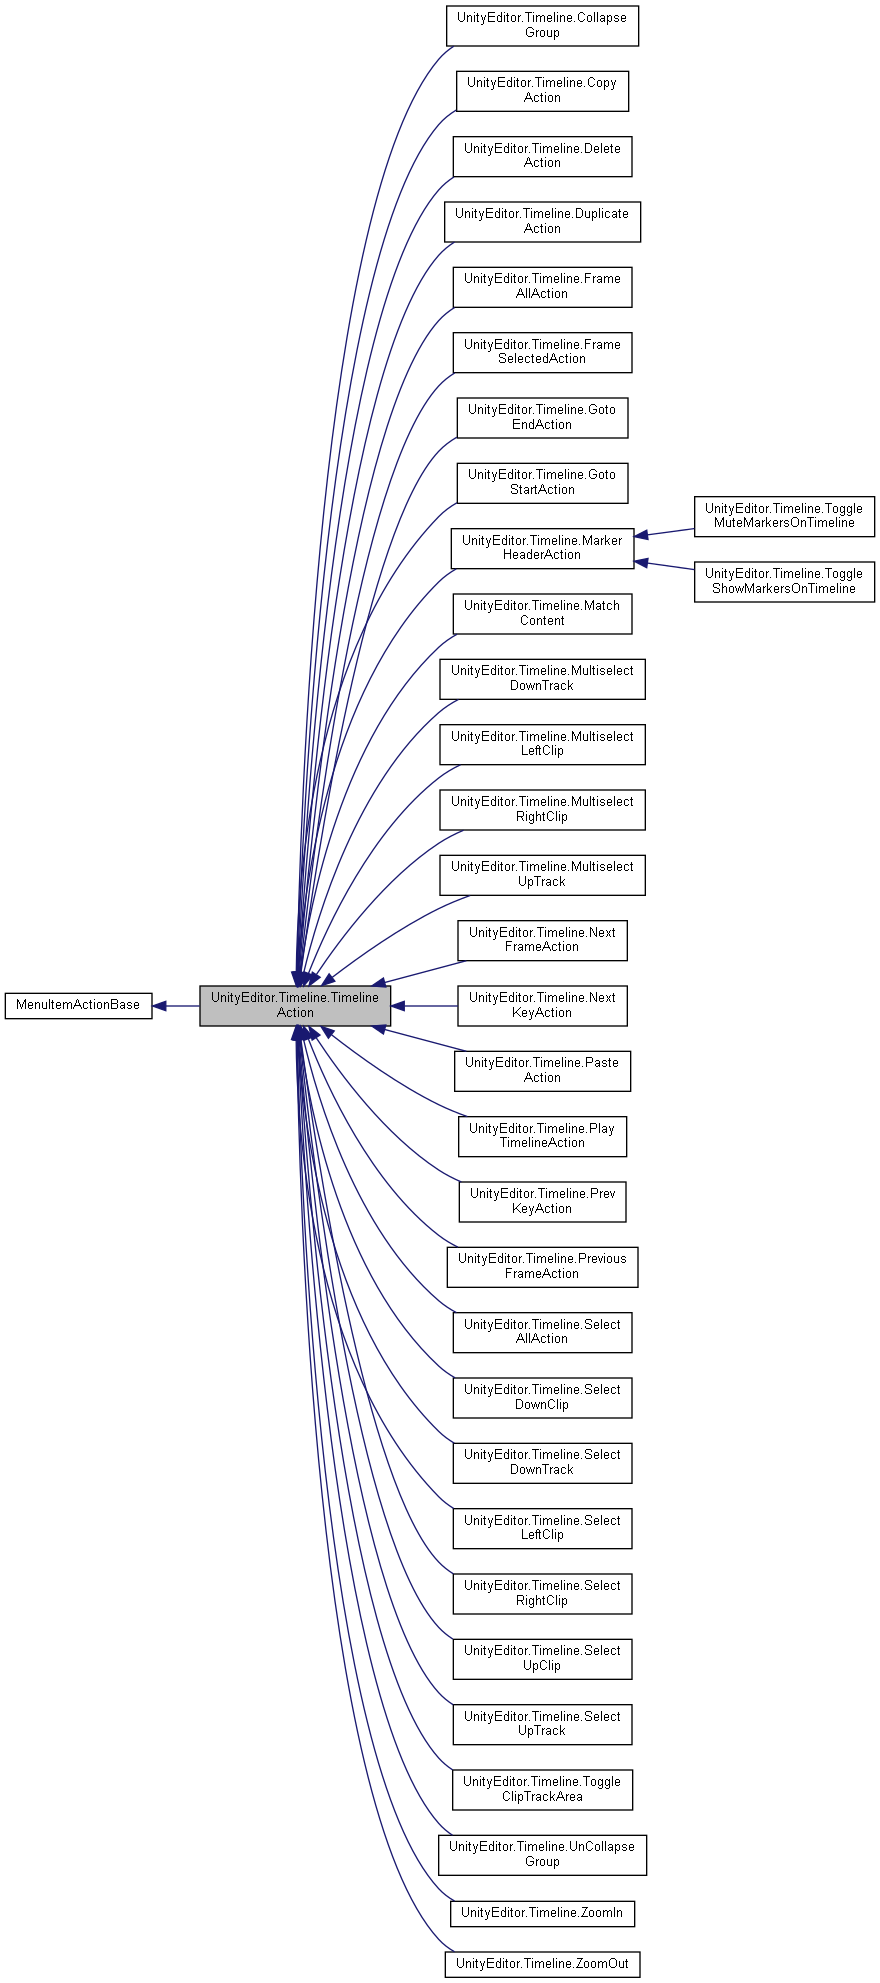 UnityEditor.Timeline.Collapse
Group
UnityEditor.Timeline.Copy
Action
UnityEditor.Timeline.Delete
Action
UnityEditor.Timeline.Duplicate
Action
UnityEditor.Timeline.Frame
AllAction
UnityEditor.Timeline.Frame
SelectedAction
UnityEditor.Timeline.Goto
EndAction
UnityEditor.Timeline.Goto
StartAction
UnityEditor.Timeline.Marker
HeaderAction
UnityEditor.Timeline.Toggle
MuteMarkersOnTimeline
UnityEditor.Timeline.Toggle
ShowMarkersOnTimeline
UnityEditor.Timeline.Match
Content
UnityEditor.Timeline.Multiselect
DownTrack
UnityEditor.Timeline.Multiselect
LeftClip
UnityEditor.Timeline.Multiselect
RightClip
UnityEditor.Timeline.Multiselect
UpTrack
UnityEditor.Timeline.Next
FrameAction
MenuItemActionBase
UnityEditor.Timeline.Timeline
Action
UnityEditor.Timeline.Next
KeyAction
UnityEditor.Timeline.Paste
Action
UnityEditor.Timeline.Play
TimelineAction
UnityEditor.Timeline.Prev
KeyAction
UnityEditor.Timeline.Previous
FrameAction
UnityEditor.Timeline.Select
AllAction
UnityEditor.Timeline.Select
DownClip
UnityEditor.Timeline.Select
DownTrack
UnityEditor.Timeline.Select
LeftClip
UnityEditor.Timeline.Select
RightClip
UnityEditor.Timeline.Select
UpClip
UnityEditor.Timeline.Select
UpTrack
UnityEditor.Timeline.Toggle
ClipTrackArea
UnityEditor.Timeline.UnCollapse
Group
UnityEditor.Timeline.ZoomIn
UnityEditor.Timeline.ZoomOut